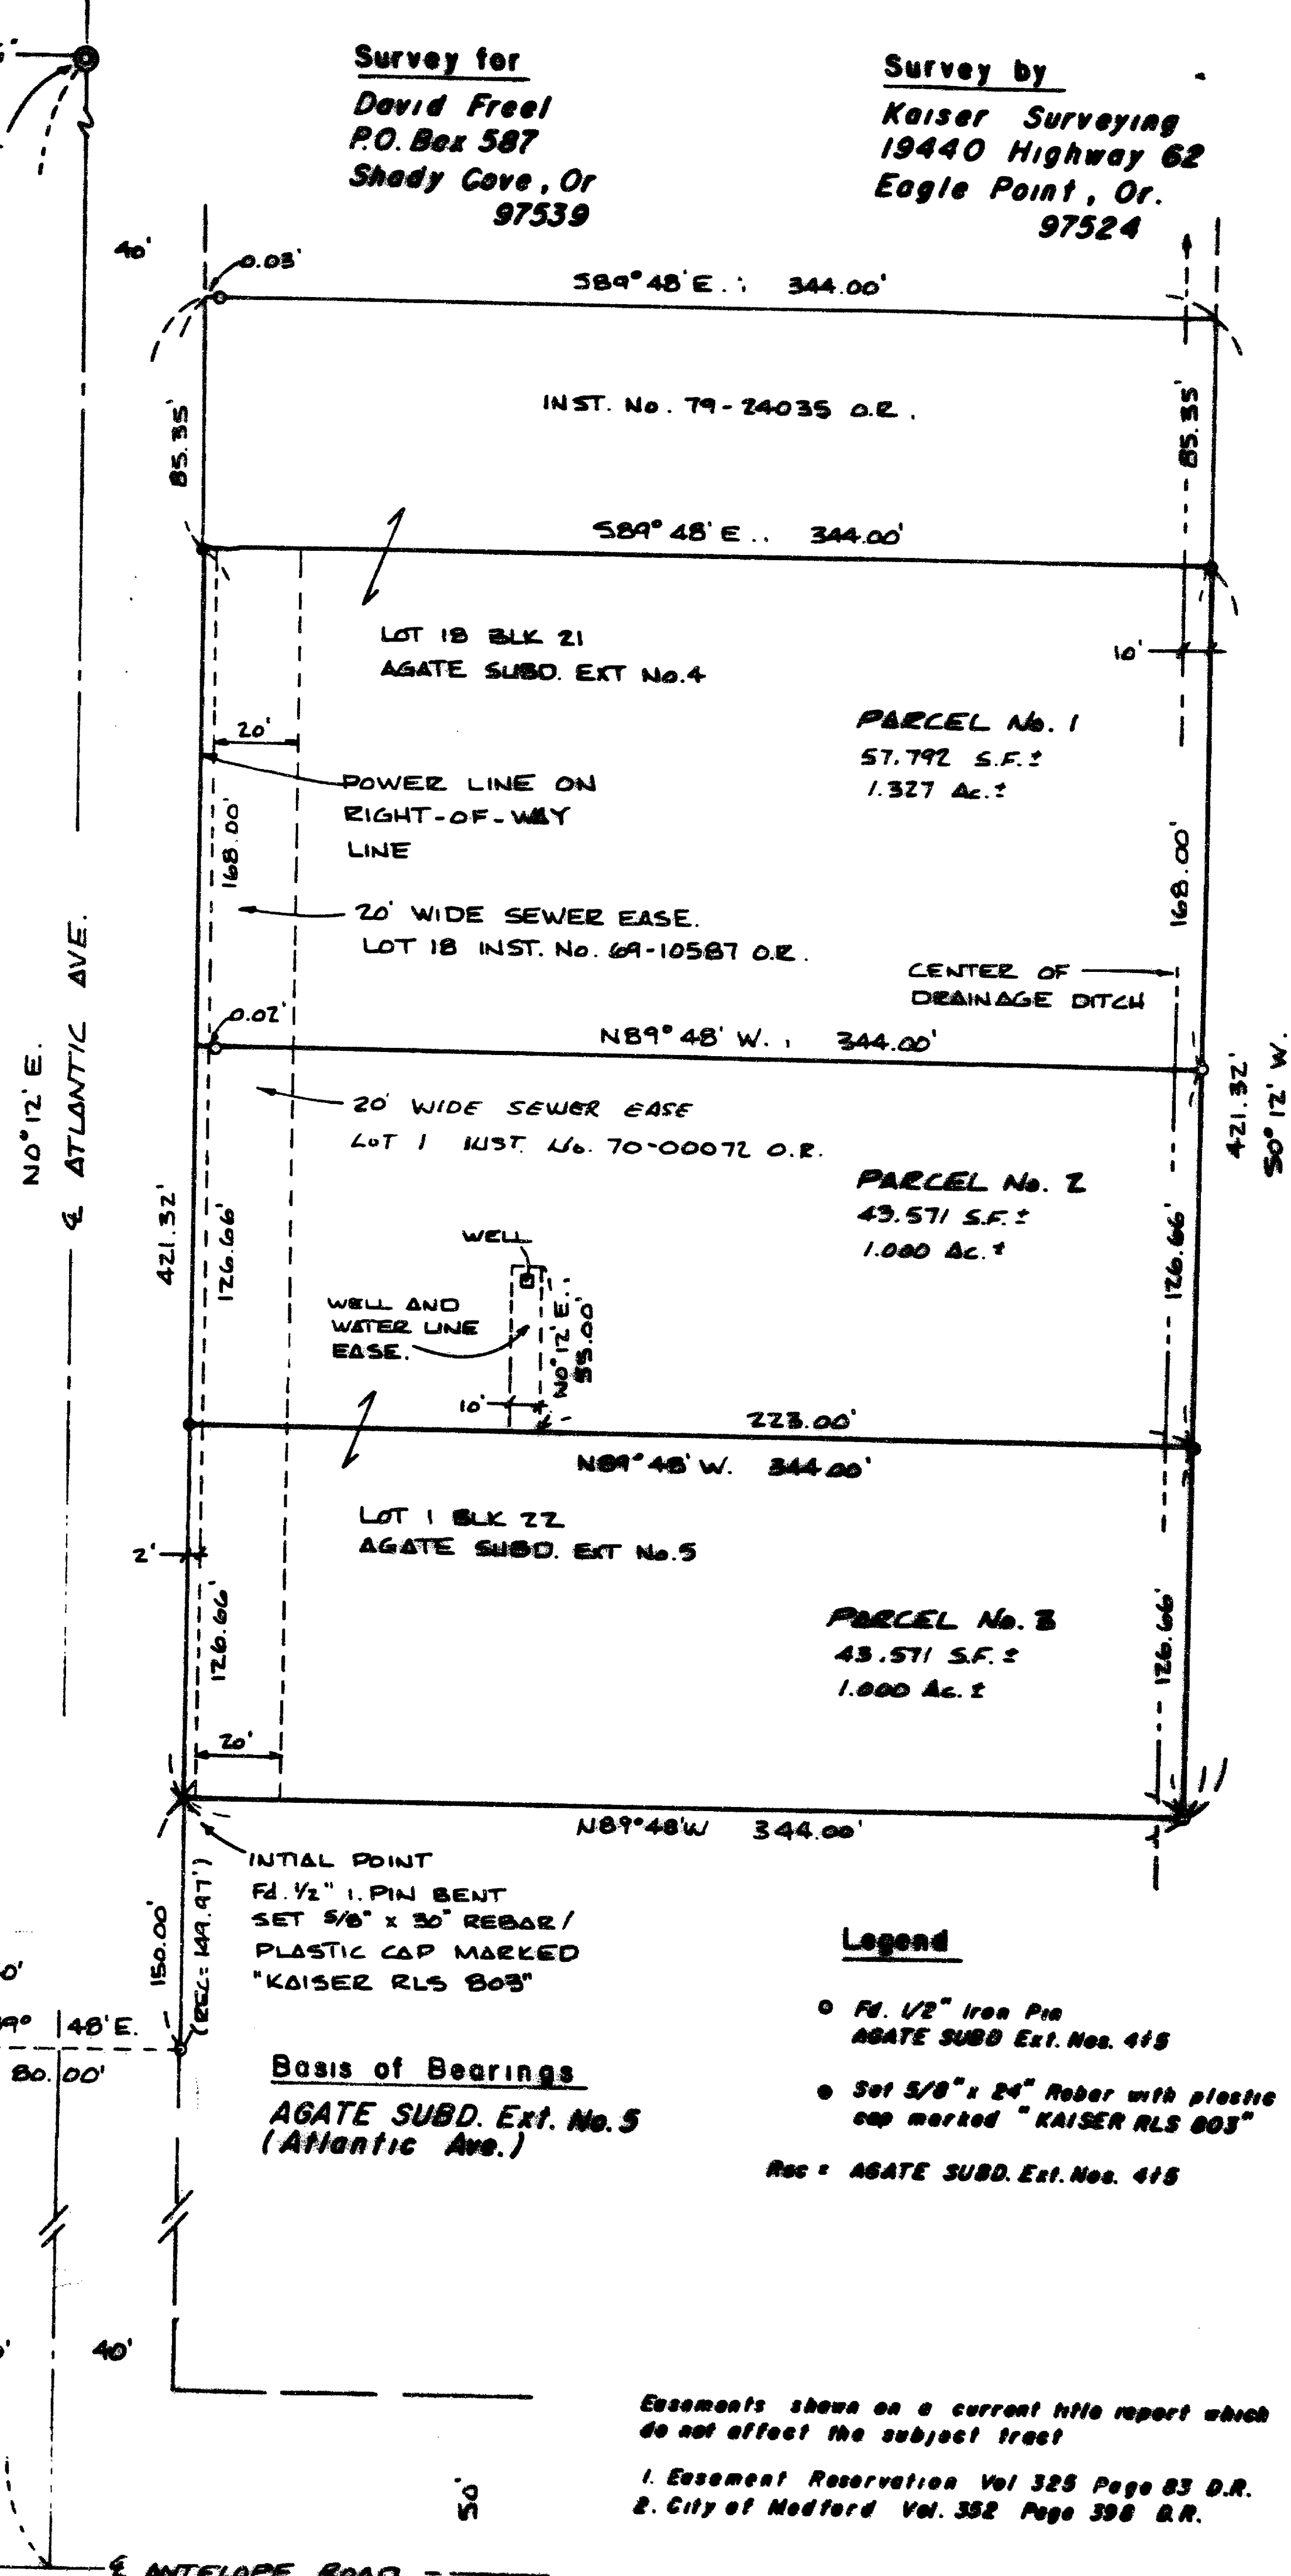 Survey for
David Freel
P.O. Box 587
Shady Cove, Or
97539
Survey by
Kaiser Surveying
19440 Highway 62
Eagle Point, Or.
97524
40'
0.03'
S89°48'E. 344.00'
85.35'
85.35'
INST. No. 79-24035 O.R.
S89°48'E. 344.00'
LOT 18 BLK 21
AGATE SUBD. EXT No.4
10'
PARCEL No. 1
57.792 S.F.±
1.327 Ac.±
20'
POWER LINE ON
RIGHT-OF-WAY
LINE
168.00'
168.00'
20' WIDE SEWER EASE.
LOT 18 INST. No. 69-10587 O.R.
CENTER OF
DRAINAGE DITCH
0.02'
N89°48' W. 344.00'
N0°12'E.
℄ ATLANTIC AVE.
421.32'
S0°12' W.
20' WIDE SEWER EASE
LOT 1 INST. No. 70-00072 O.R.
PARCEL No. 2
43.571 S.F.±
1.000 Ac.±
421.32'
126.66'
126.66'
WELL
WELL AND
WATER LINE
EASE.
N0°12'E.
10'
223.00'
N89°48'W. 344.00'
LOT 1 BLK 22
AGATE SUBD. EXT No.5
2'
126.66'
126.66'
PARCEL No. 3
43.571 S.F.±
1.000 Ac.±
20'
N89°48'W 344.00'
INTIAL POINT
Fd. 1/2" I. PIN BENT
SET 5/8" x 30" REBAR/
PLASTIC CAP MARKED
"KAISER RLS 803"
150.00'
(REC=149.97')
48'E.
80.00'
Basis of Bearings
AGATE SUBD. Ext. No.5
(Atlantic Ave.)
Legend
Fd. 1/2" Iron Pin
AGATE SUBD Ext. Nos. 4&5
Set 5/8" x 24" Rebar with plastic
cap marked "KAISER RLS 803"
Rec = AGATE SUBD. Ext. Nos. 4&5
40'
50'
Easements shown on a current title report which
do not affect the subject tract
1. Easement Reservation Vol 325 Page 83 D.R.
2. City of Medford Vol. 352 Page 398 D.R.
℄ ANTELOPE ROAD